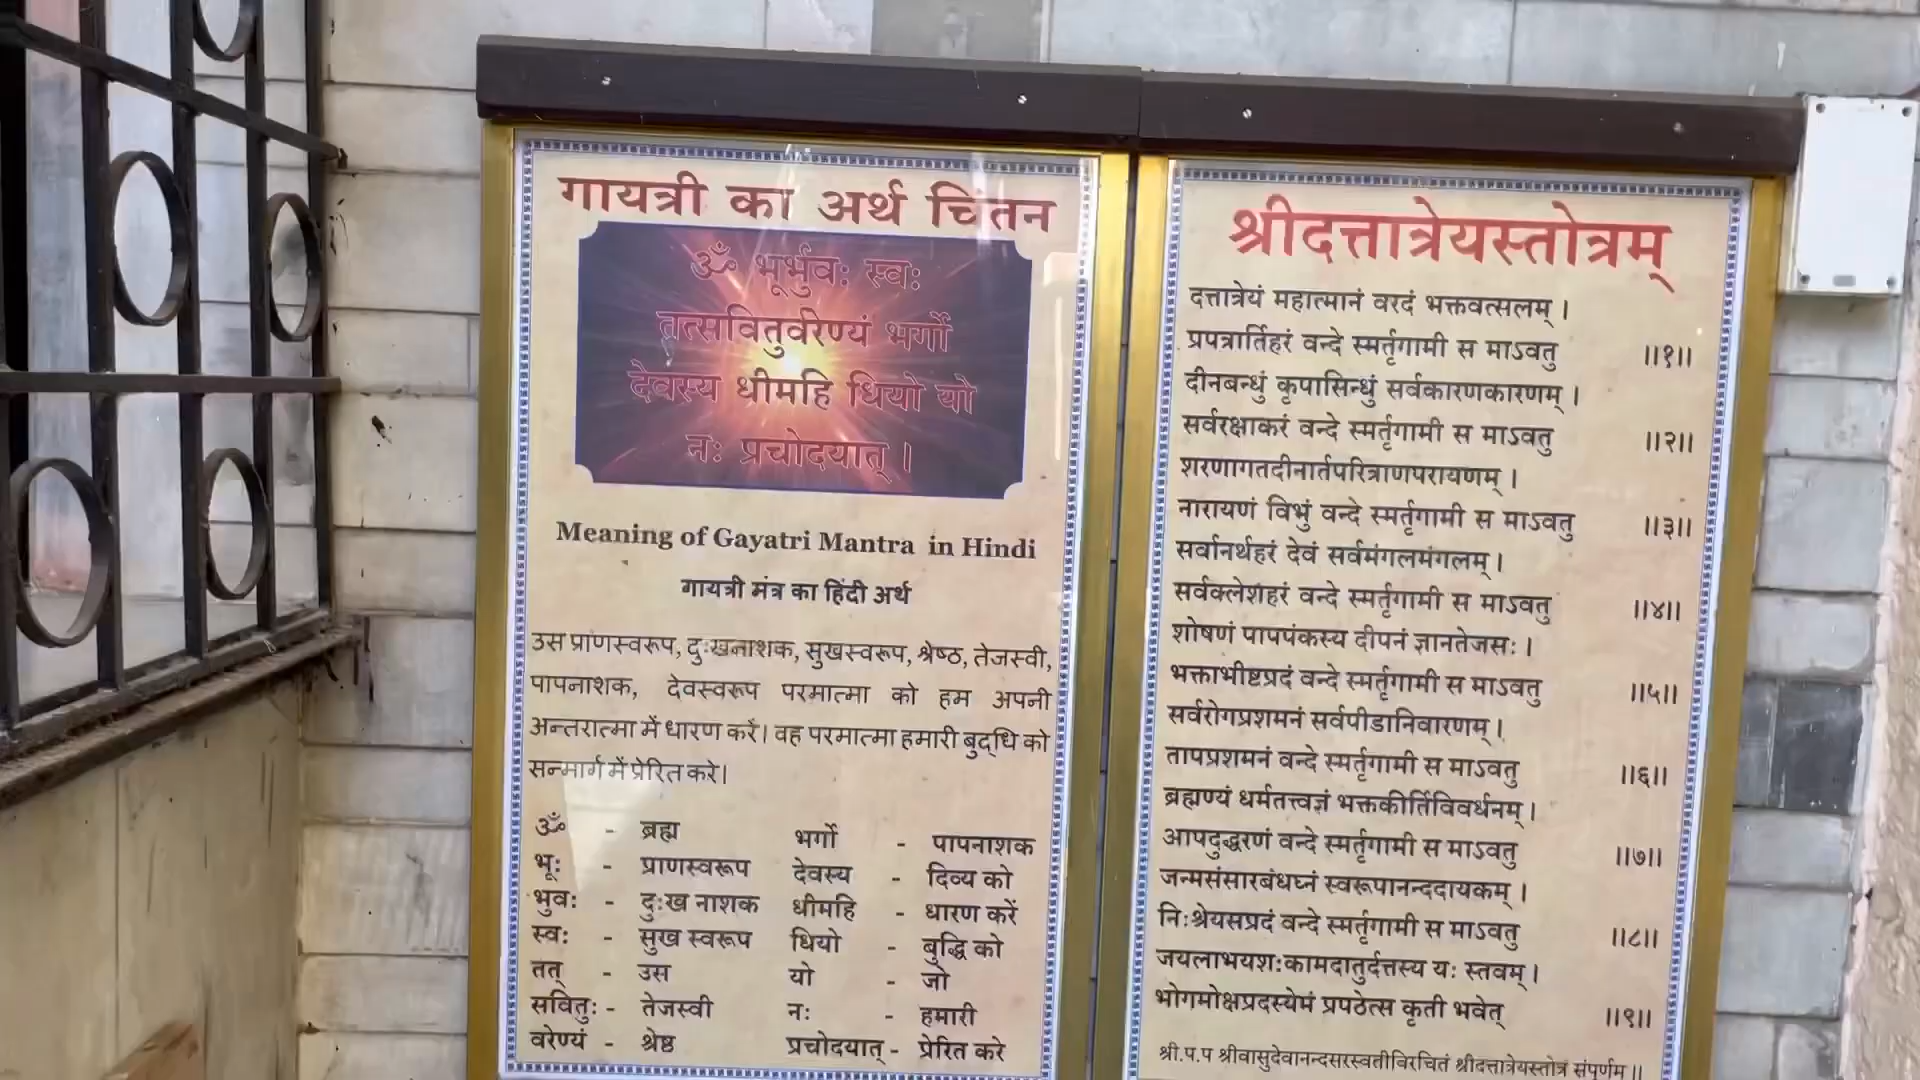 गायत्री का अर्थ चिंतन
ॐ भूर्भुवः स्वः
तत्सवितुर्वरेण्यं भर्गो
देवस्य धीमहि धियो यो
नः प्रचोदयात् ।
Meaning of Gayatri Mantra in Hindi
गायत्री मंत्र का हिंदी अर्थ
उस प्राणस्वरूप, दुःखनाशक, सुखस्वरूप, श्रेष्ठ, तेजस्वी,
पापनाशक, देवस्वरूप परमात्मा को हम अपनी
अन्तरात्मा में धारण करें। वह परमात्मा हमारी बुद्धि को
सन्मार्ग में प्रेरित करे।
ॐ - ब्रह्म भर्गो - पापनाशक
भूः - प्राणस्वरूप देवस्य - दिव्य को
भुवः - दुःख नाशक धीमहि - धारण करें
स्वः - सुख स्वरूप धियो - बुद्धि को
तत् - उस यो - जो
सवितुः - तेजस्वी नः - हमारी
वरेण्यं - श्रेष्ठ प्रचोदयात् - प्रेरित करे
श्रीदत्तात्रेयस्तोत्रम्
दत्तात्रेयं महात्मानं वरदं भक्तवत्सलम् ।
प्रपत्रार्तिहरं वन्दे स्मर्तृगामी स माऽवतु ॥१॥
दीनबन्धुं कृपासिन्धुं सर्वकारणकारणम् ।
सर्वरक्षाकरं वन्दे स्मर्तृगामी स माऽवतु ॥२॥
शरणागतदीनार्तपरित्राणपरायणम् ।
नारायणं विभुं वन्दे स्मर्तृगामी स माऽवतु ॥३॥
सर्वानर्थहरं देवं सर्वमंगलमंगलम् ।
सर्वक्लेशहरं वन्दे स्मर्तृगामी स माऽवतु ॥४॥
शोषणं पापपंकस्य दीपनं ज्ञानतेजसः ।
भक्ताभीष्टप्रदं वन्दे स्मर्तृगामी स माऽवतु ॥५॥
सर्वरोगप्रशमनं सर्वपीडानिवारणम् ।
तापप्रशमनं वन्दे स्मर्तृगामी स माऽवतु ॥६॥
ब्रह्मण्यं धर्मतत्त्वज्ञं भक्तकीर्तिविवर्धनम् ।
आपदुद्धरणं वन्दे स्मर्तृगामी स माऽवतु ॥७॥
जन्मसंसारबंधघ्नं स्वरूपानन्ददायकम् ।
निःश्रेयसप्रदं वन्दे स्मर्तृगामी स माऽवतु ॥८॥
जयलाभयशःकामदातुर्दत्तस्य यः स्तवम् ।
भोगमोक्षप्रदस्येमं प्रपठेत्स कृती भवेत् ॥९॥
श्री.प.प श्रीवासुदेवानन्दसरस्वतीविरचितं श्रीदत्तात्रेयस्तोत्रं संपूर्णम ॥